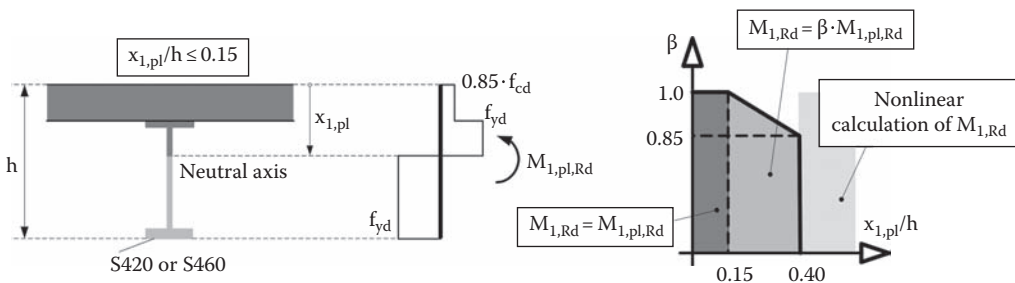 x1,pl/h ≤ 0.15
h
x1,pl
Neutral axis
S420 or S460
0.85·fcd
fyd
M1,pl,Rd
fyd
β
M1,Rd = β·M1,pl,Rd
1.0
0.85
Nonlinear
calculation of M1,Rd
M1,Rd = M1,pl,Rd
x1,pl/h
0.15
0.40